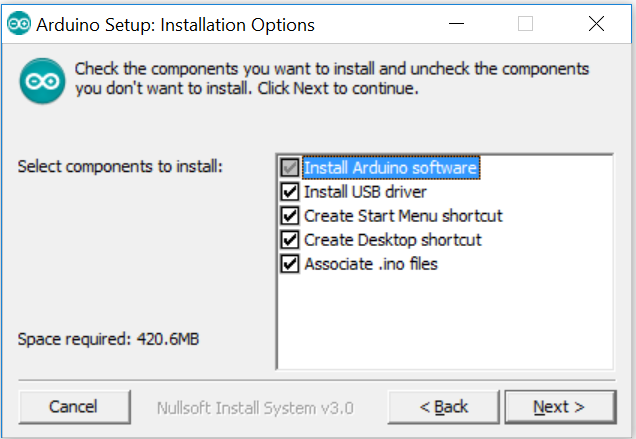 Arduino Setup: Installation Options
Check the components you want to install and uncheck the components
you don't want to install. Click Next to continue.
Select components to install:
Install Arduino software
Install USB driver
Create Start Menu shortcut
Create Desktop shortcut
Associate .ino files
Space required: 420.6MB
Cancel
Nullsoft Install System v3.0
< Back
Next >